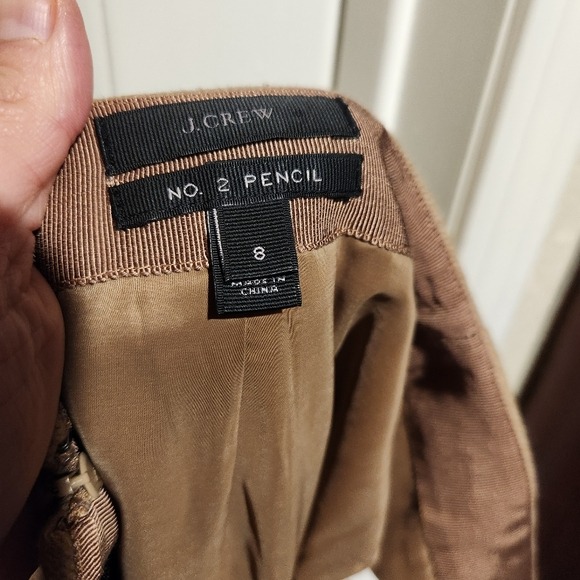 J.CREW
NO. 2 PENCIL
8
MADE IN
CHINA